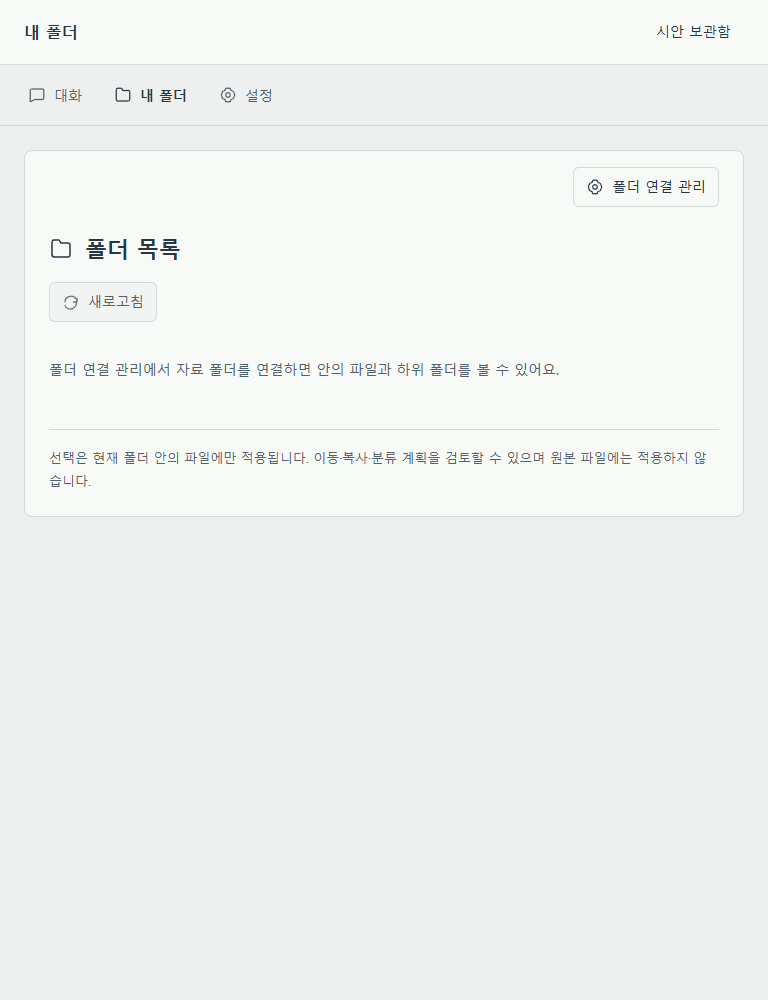 내 폴더
시안 보관함
대화
내 폴더
설정
폴더 연결 관리
폴더 목록
새로고침
폴더 연결 관리에서 자료 폴더를 연결하면 안의 파일과 하위 폴더를 볼 수 있어요.
선택은 현재 폴더 안의 파일에만 적용됩니다. 이동·복사·분류 계획을 검토할 수 있으며 원본 파일에는 적용하지 않
습니다.